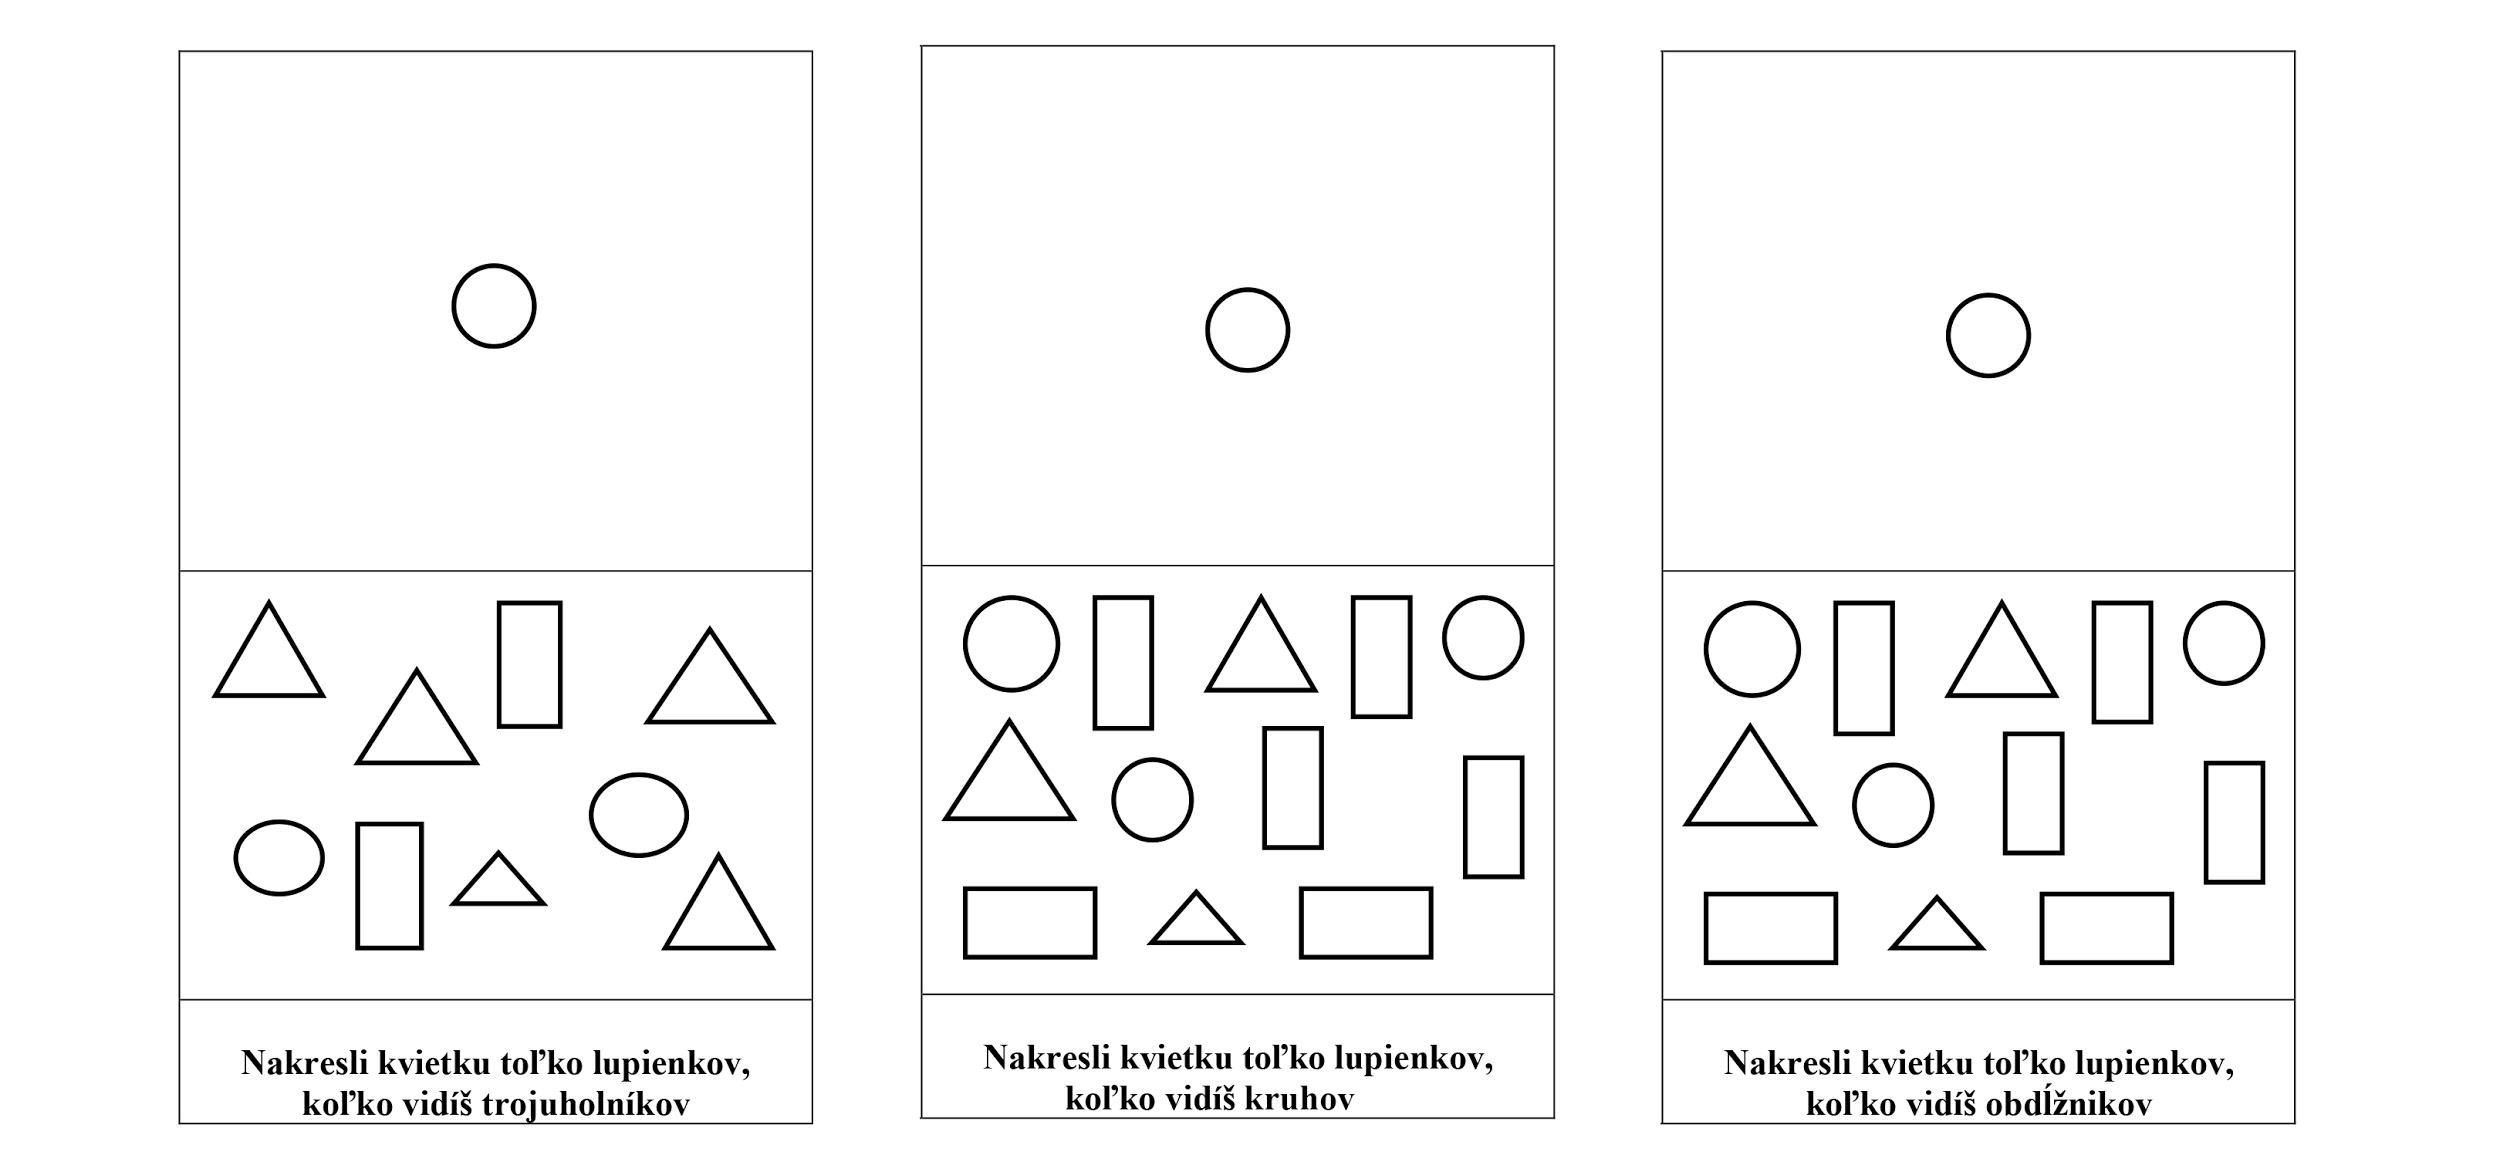 Nakresli kvietku toľko lupienkov,
koľko vidíš trojuholníkov
Nakresli kvietku toľko lupienkov,
koľko vidíš kruhov
Nakresli kvietku toľko lupienkov,
koľko vidíš obdĺžnikov